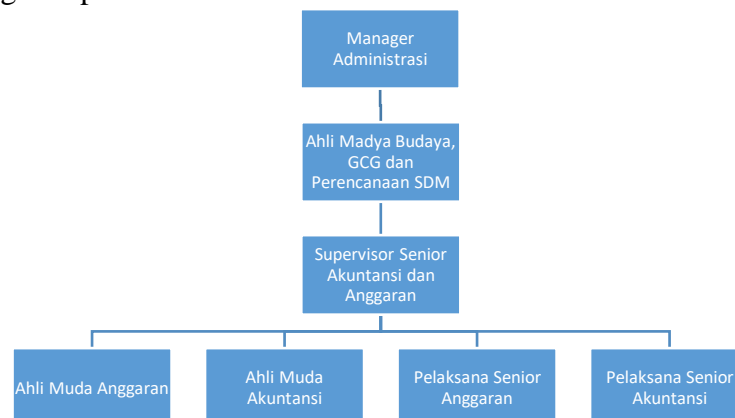 Manager
Administrasi
Ahli Madya Budaya,
GCG dan
Perencanaan SDM
Supervisor Senior
Akuntansi dan
Anggaran
Ahli Muda Anggaran
Ahli Muda
Akuntansi
Pelaksana Senior
Anggaran
Pelaksana Senior
Akuntansi